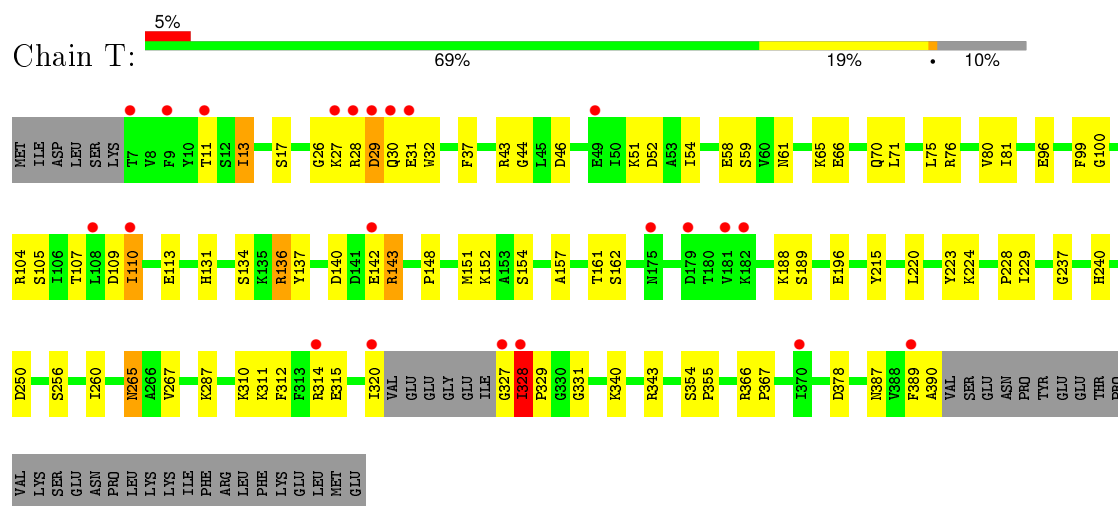 5%
Chain T:
69% 19% • 10%
MET ILE ASP LEU SER LYS T7 V8 F9 Y10 T11 S12 I13 S17 G26 K27 R28 D29 Q30 E31 W32 F37 R43 G44 L45 D46 E49 I50 K51 D52 A53 I54 E58 S59 V60 N61 K65 E66 Q70 L71 L75 R76 V80 I81 E96 F99 G100
R104 S105 I106 T107 L108 D109 I110 E113 H131 S134 K135 R136 Y137 D140 D141 E142 R143 P148 M151 K152 A153 S154 A157 T161 S162 N175 D179 T180 V181 K182 K188 S189 E196 Y215 L220 Y223 K224 P228 I229 G237 H240
D250 S256 I260 N265 A266 V267 K287 K310 K311 F312 F313 R314 E315 I320 VAL GLU GLU GLY GLU ILE G327 I328 P329 G330 G331 K340 R343 S354 P355 R366 P367 I370 D378 N387 V388 F389 A390 VAL SER GLU ASN PRO TYR GLU GLU THR PRO
VAL LYS SER GLU ASN PRO LEU LYS LYS ILE PHE ARG LEU PHE LYS GLU LEU MET GLU